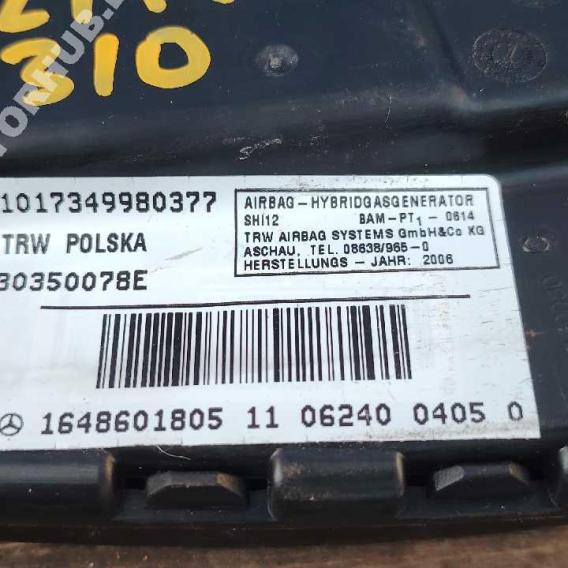 310
1017349980377
TRW POLSKA
30350078E
AIRBAG-HYBRIDGASGENERATOR
SHI12 BAM-PT1-0614
TRW AIRBAG SYSTEMS GmbH&Co KG
ASCHAU, TEL. 08638/965-0
HERSTELLUNGS - JAHR: 2006
1648601805 11 06240 0405 0